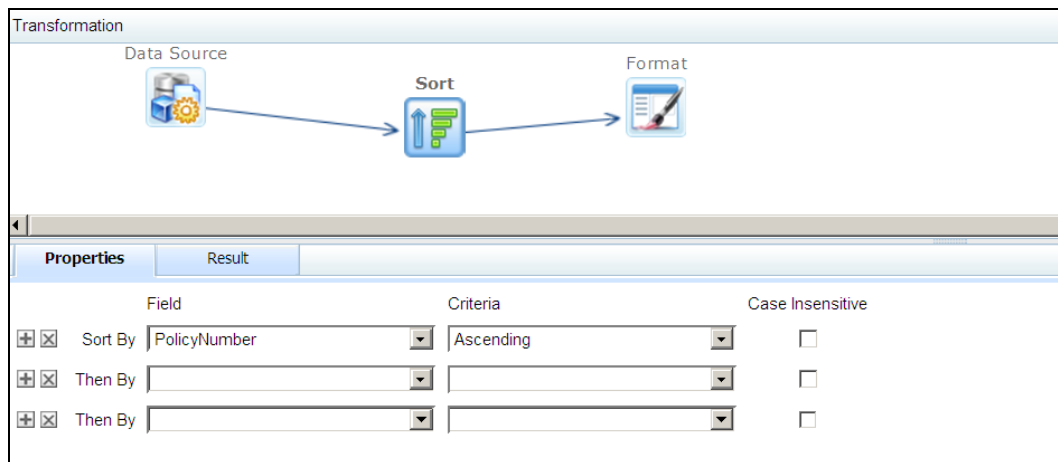 Transformation
Data Source
Sort
Format
Properties Result
Field Criteria Case Insensitive
Sort By PolicyNumber Ascending
Then By
Then By